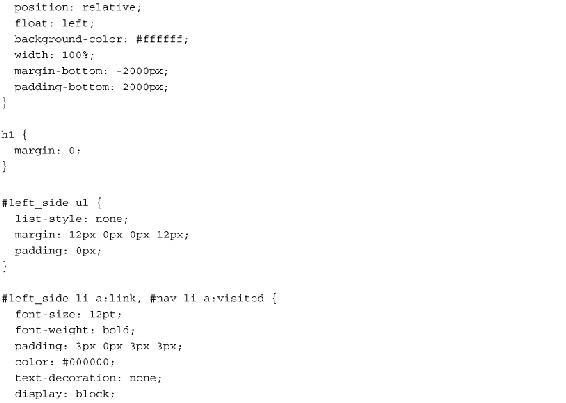 position: relative;
float: left;
background-color: #ffffff;
width: 100%;
margin-bottom: -2000px;
padding-bottom: 2000px;
}
h1 {
margin: 0;
}
#left_side ul {
list-style: none;
margin: 12px 0px 0px 12px;
padding: 0px;
}
#left_side li a:link, #nav li a:visited {
font-size: 12pt;
font-weight: bold;
padding: 3px 0px 3px 3px;
color: #000000;
text-decoration: none;
display: block;